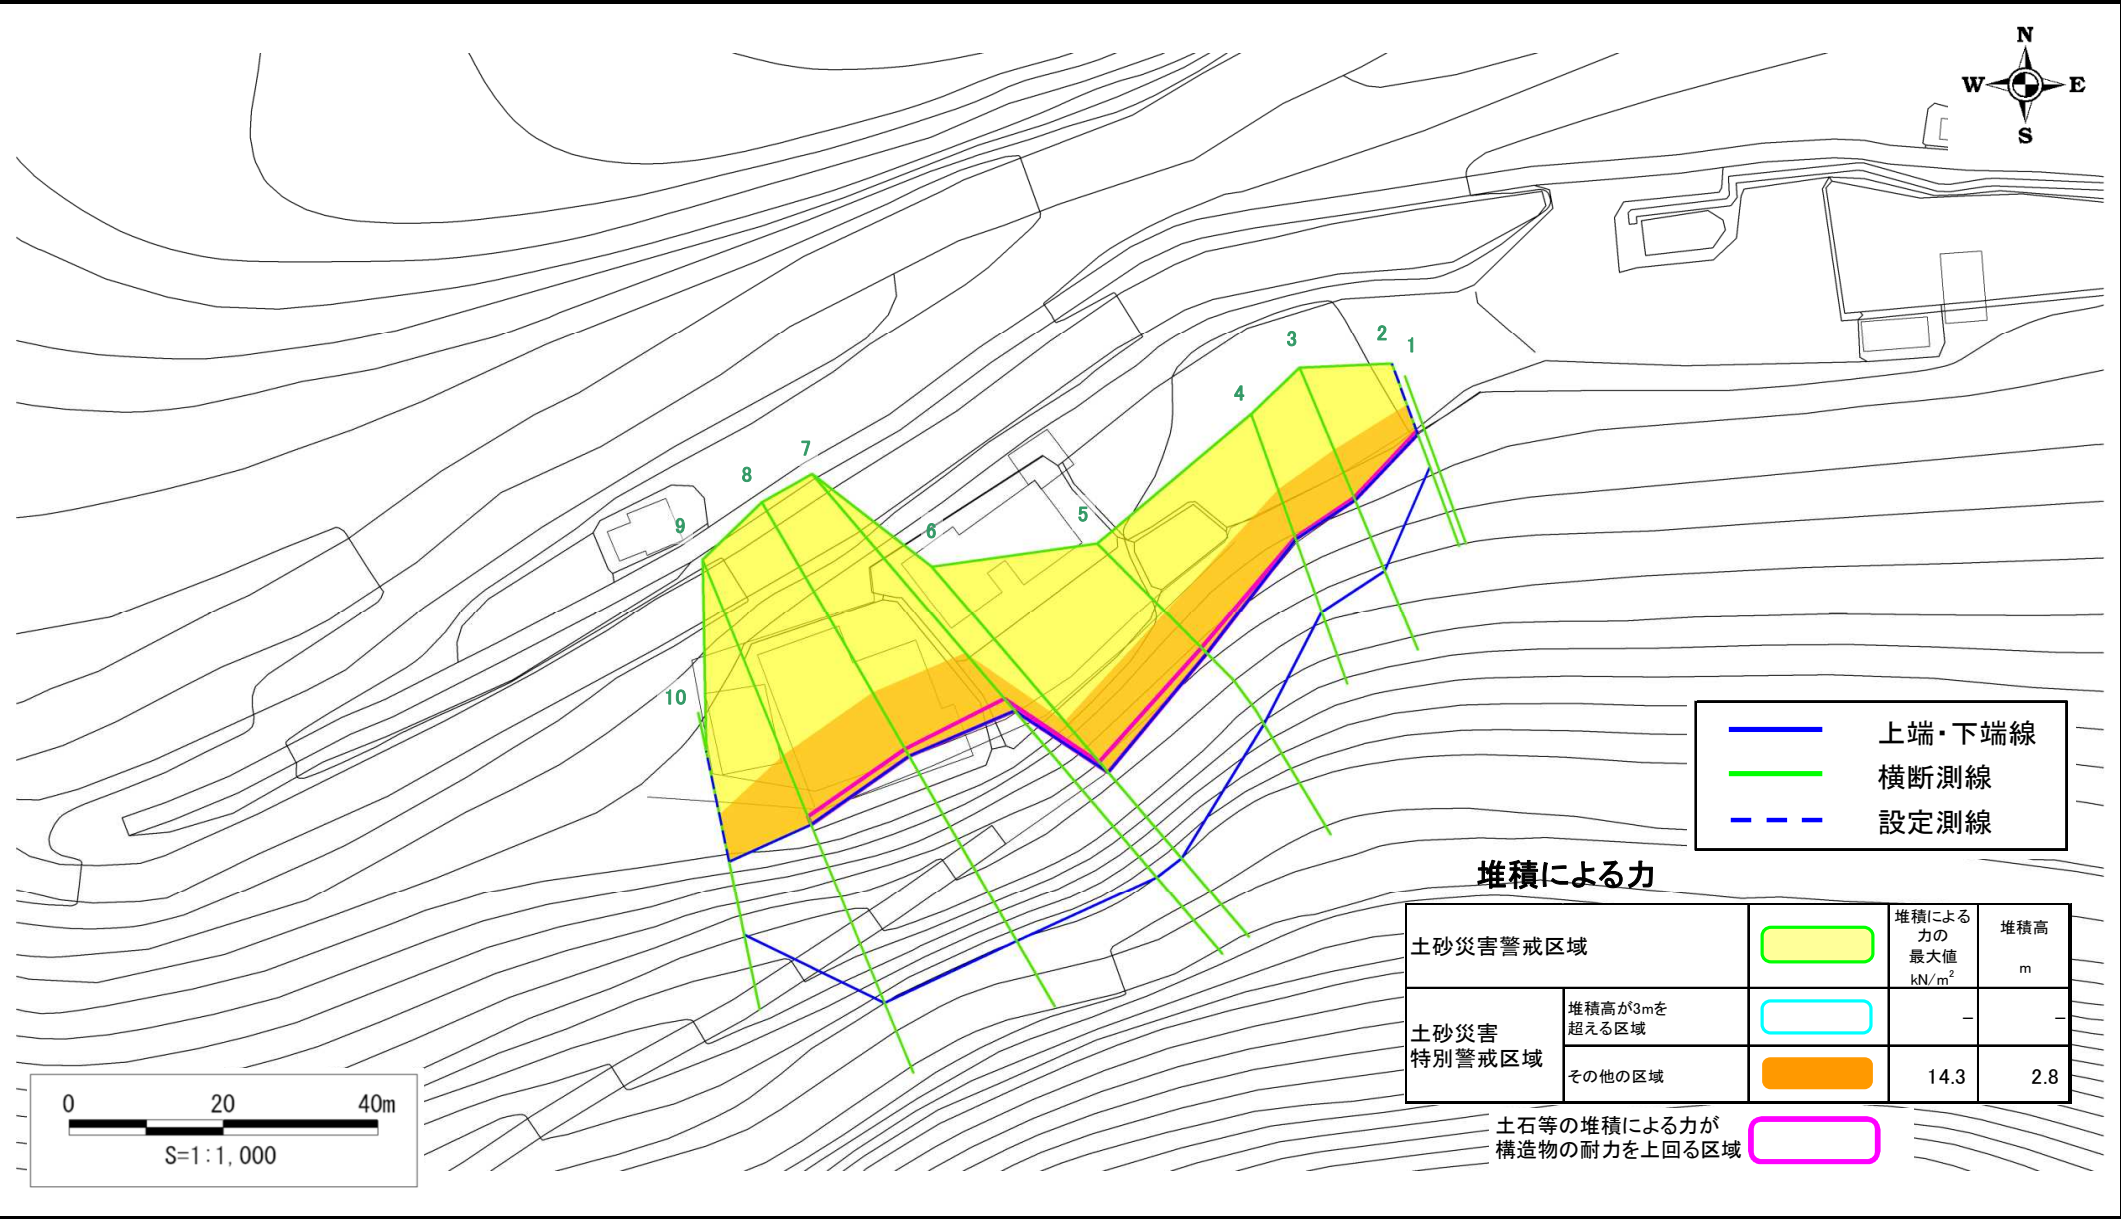 N
W E
S
2
3 1
4
7
8
5
9 6
10
上端・下端線
横断測線
設定測線
堆積による力
土砂災害警戒区域
堆積による
力の
最大値
kN/m²
堆積高
m
土砂災害
特別警戒区域
堆積高が3mを
超える区域
– –
その他の区域
14.3 2.8
土石等の堆積による力が
構造物の耐力を上回る区域
0 20 40m
S=1:1,000